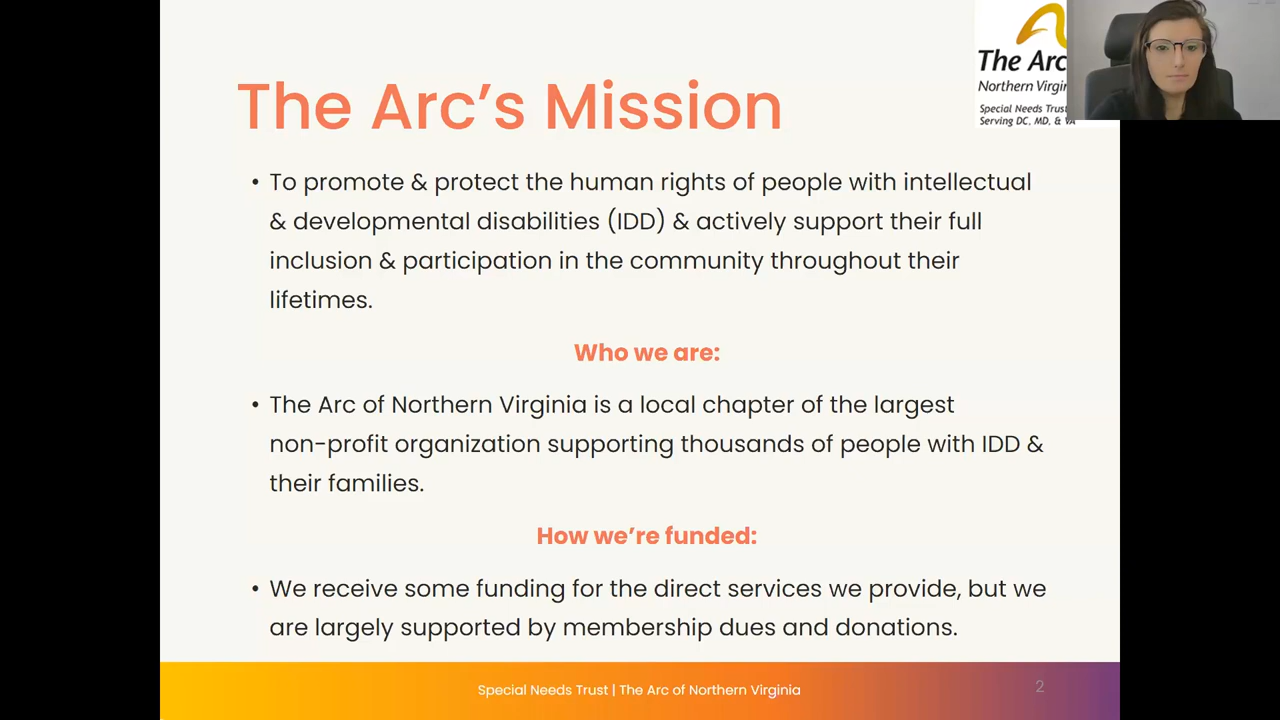 The Arc
Northern Virgin
Special Needs Trust
Serving DC, MD, & VA
The Arc’s Mission
• To promote & protect the human rights of people with intellectual
& developmental disabilities (IDD) & actively support their full
inclusion & participation in the community throughout their
lifetimes.
Who we are:
• The Arc of Northern Virginia is a local chapter of the largest
non-profit organization supporting thousands of people with IDD &
their families.
How we’re funded:
• We receive some funding for the direct services we provide, but we
are largely supported by membership dues and donations.
Special Needs Trust | The Arc of Northern Virginia
2